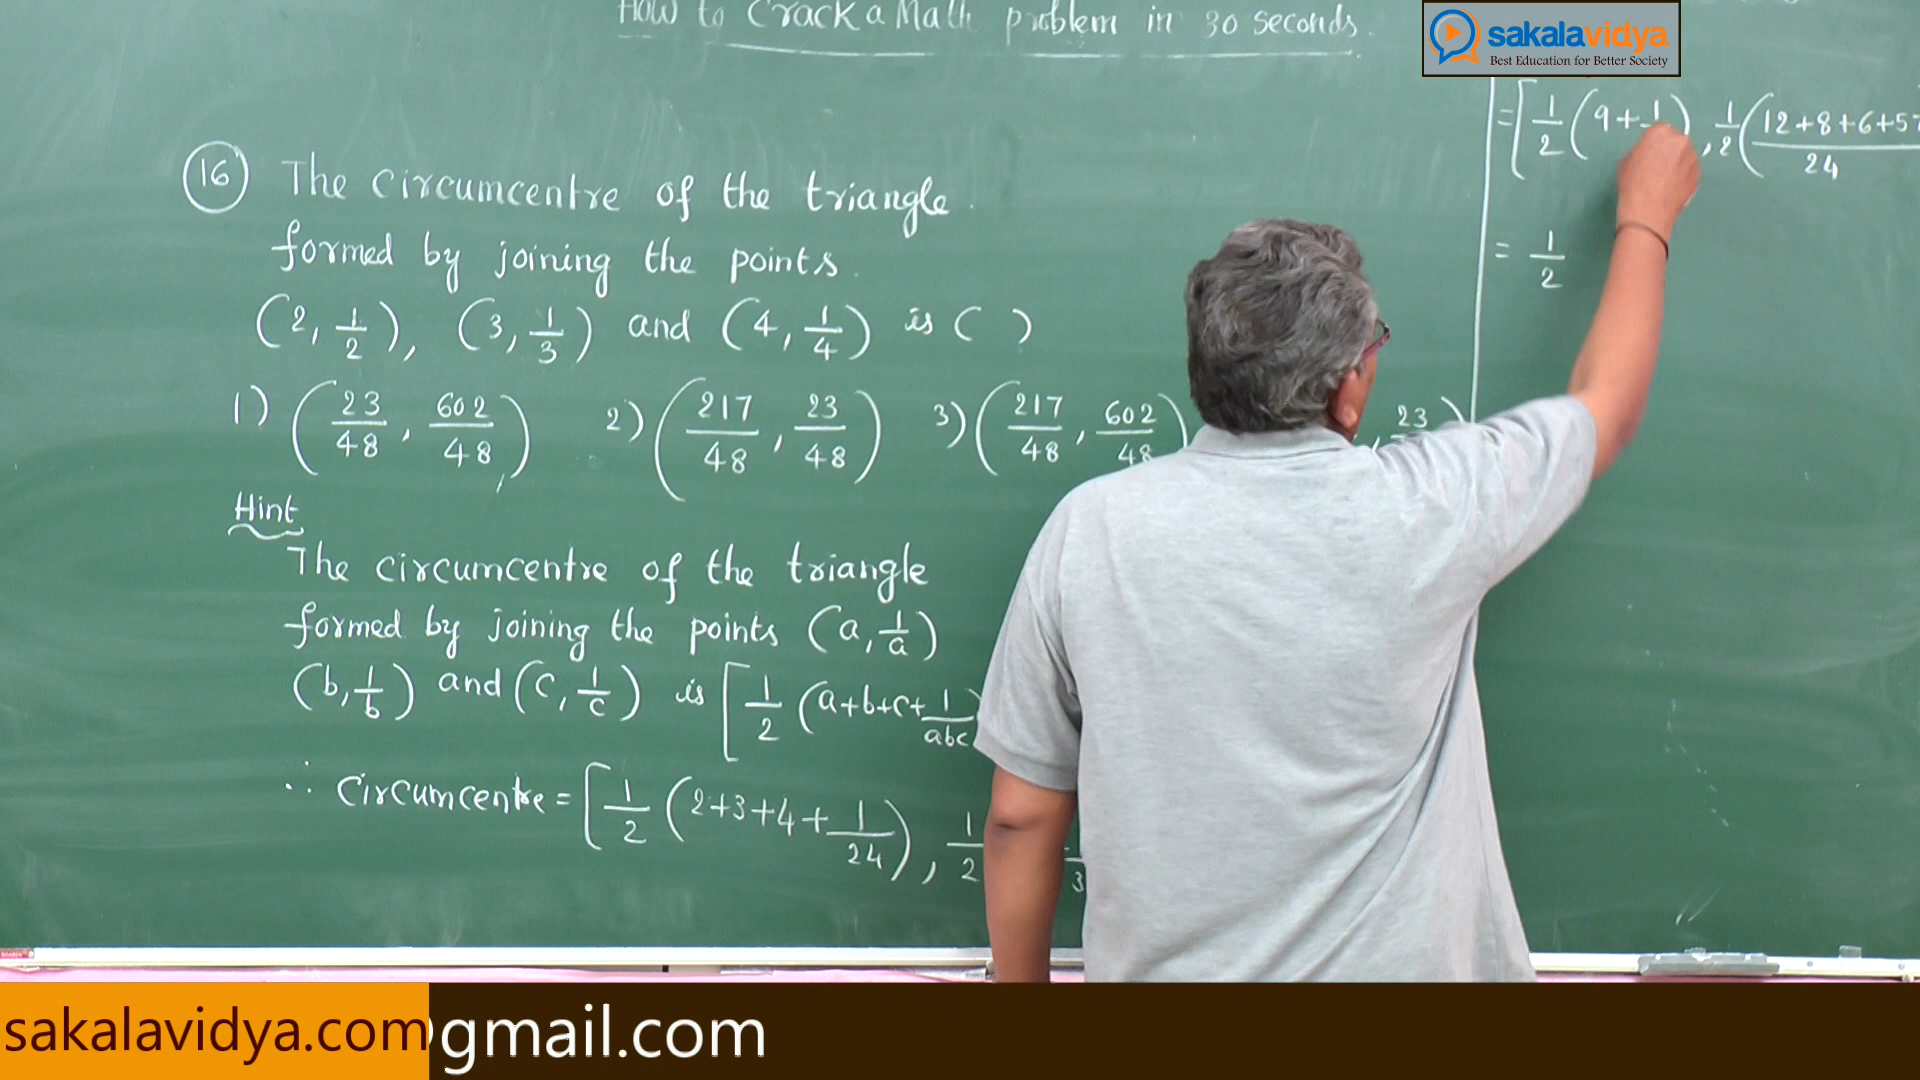 How to Crack a Math problem in 30 seconds.
sakalavidya
Best Education for Better Society
(16) The circumcentre of the triangle
formed by joining the points.
(2, 1/2), (3, 1/3) and (4, 1/4) is ( )
1) (23/48, 602/48) 2) (217/48, 23/48) 3) (217/48, 602/48) , 23
Hint
The circumcentre of the triangle
formed by joining the points (a, 1/a)
(b, 1/b) and (c, 1/c) is [1/2 (a+b+c+1/abc)
∴ circumcentre = [1/2 (2+3+4+1/24), 1/2 3
= [1/2 (9+1 ), 1/2 (12+8+6+57/24
= 1/2
sakalavidya.com gmail.com